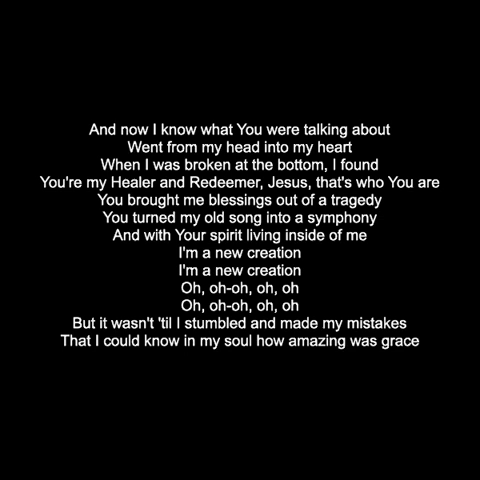 And now I know what You were talking about
Went from my head into my heart
When I was broken at the bottom, I found
You're my Healer and Redeemer, Jesus, that's who You are
You brought me blessings out of a tragedy
You turned my old song into a symphony
And with Your spirit living inside of me
I'm a new creation
I'm a new creation
Oh, oh-oh, oh, oh
Oh, oh-oh, oh, oh
But it wasn't 'til I stumbled and made my mistakes
That I could know in my soul how amazing was grace